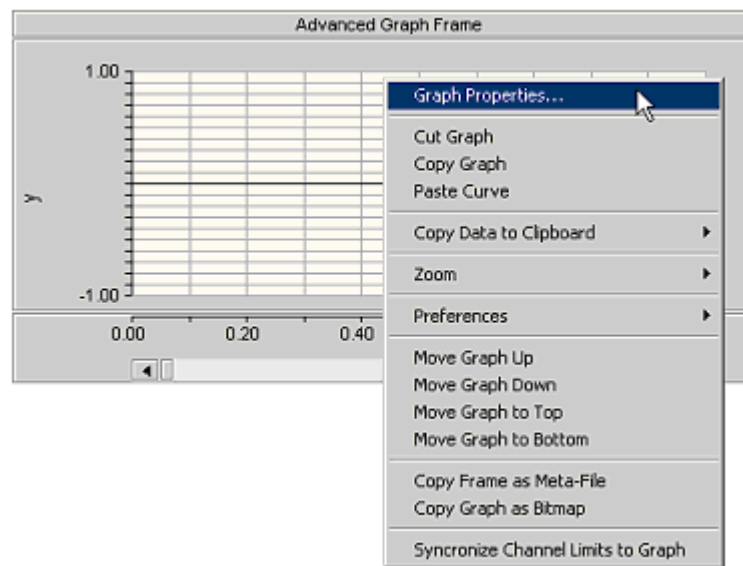 Advanced Graph Frame
1.00
y
-1.00
0.00 0.20 0.40
Graph Properties...
Cut Graph
Copy Graph
Paste Curve
Copy Data to Clipboard
Zoom
Preferences
Move Graph Up
Move Graph Down
Move Graph to Top
Move Graph to Bottom
Copy Frame as Meta-File
Copy Graph as Bitmap
Syncronize Channel Limits to Graph